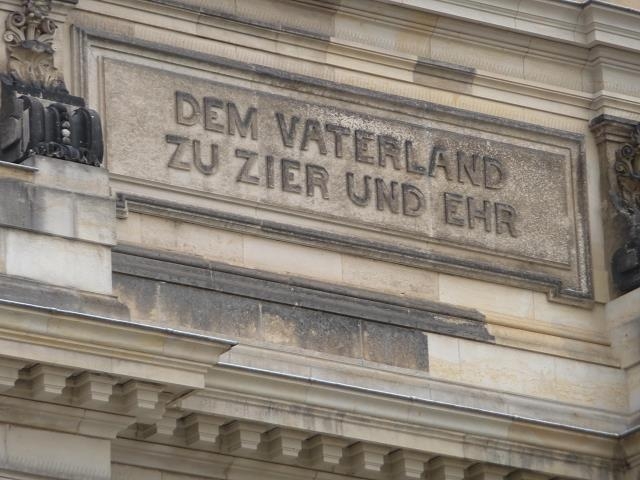 DEM VATERLAND
ZU ZIER UND EHR